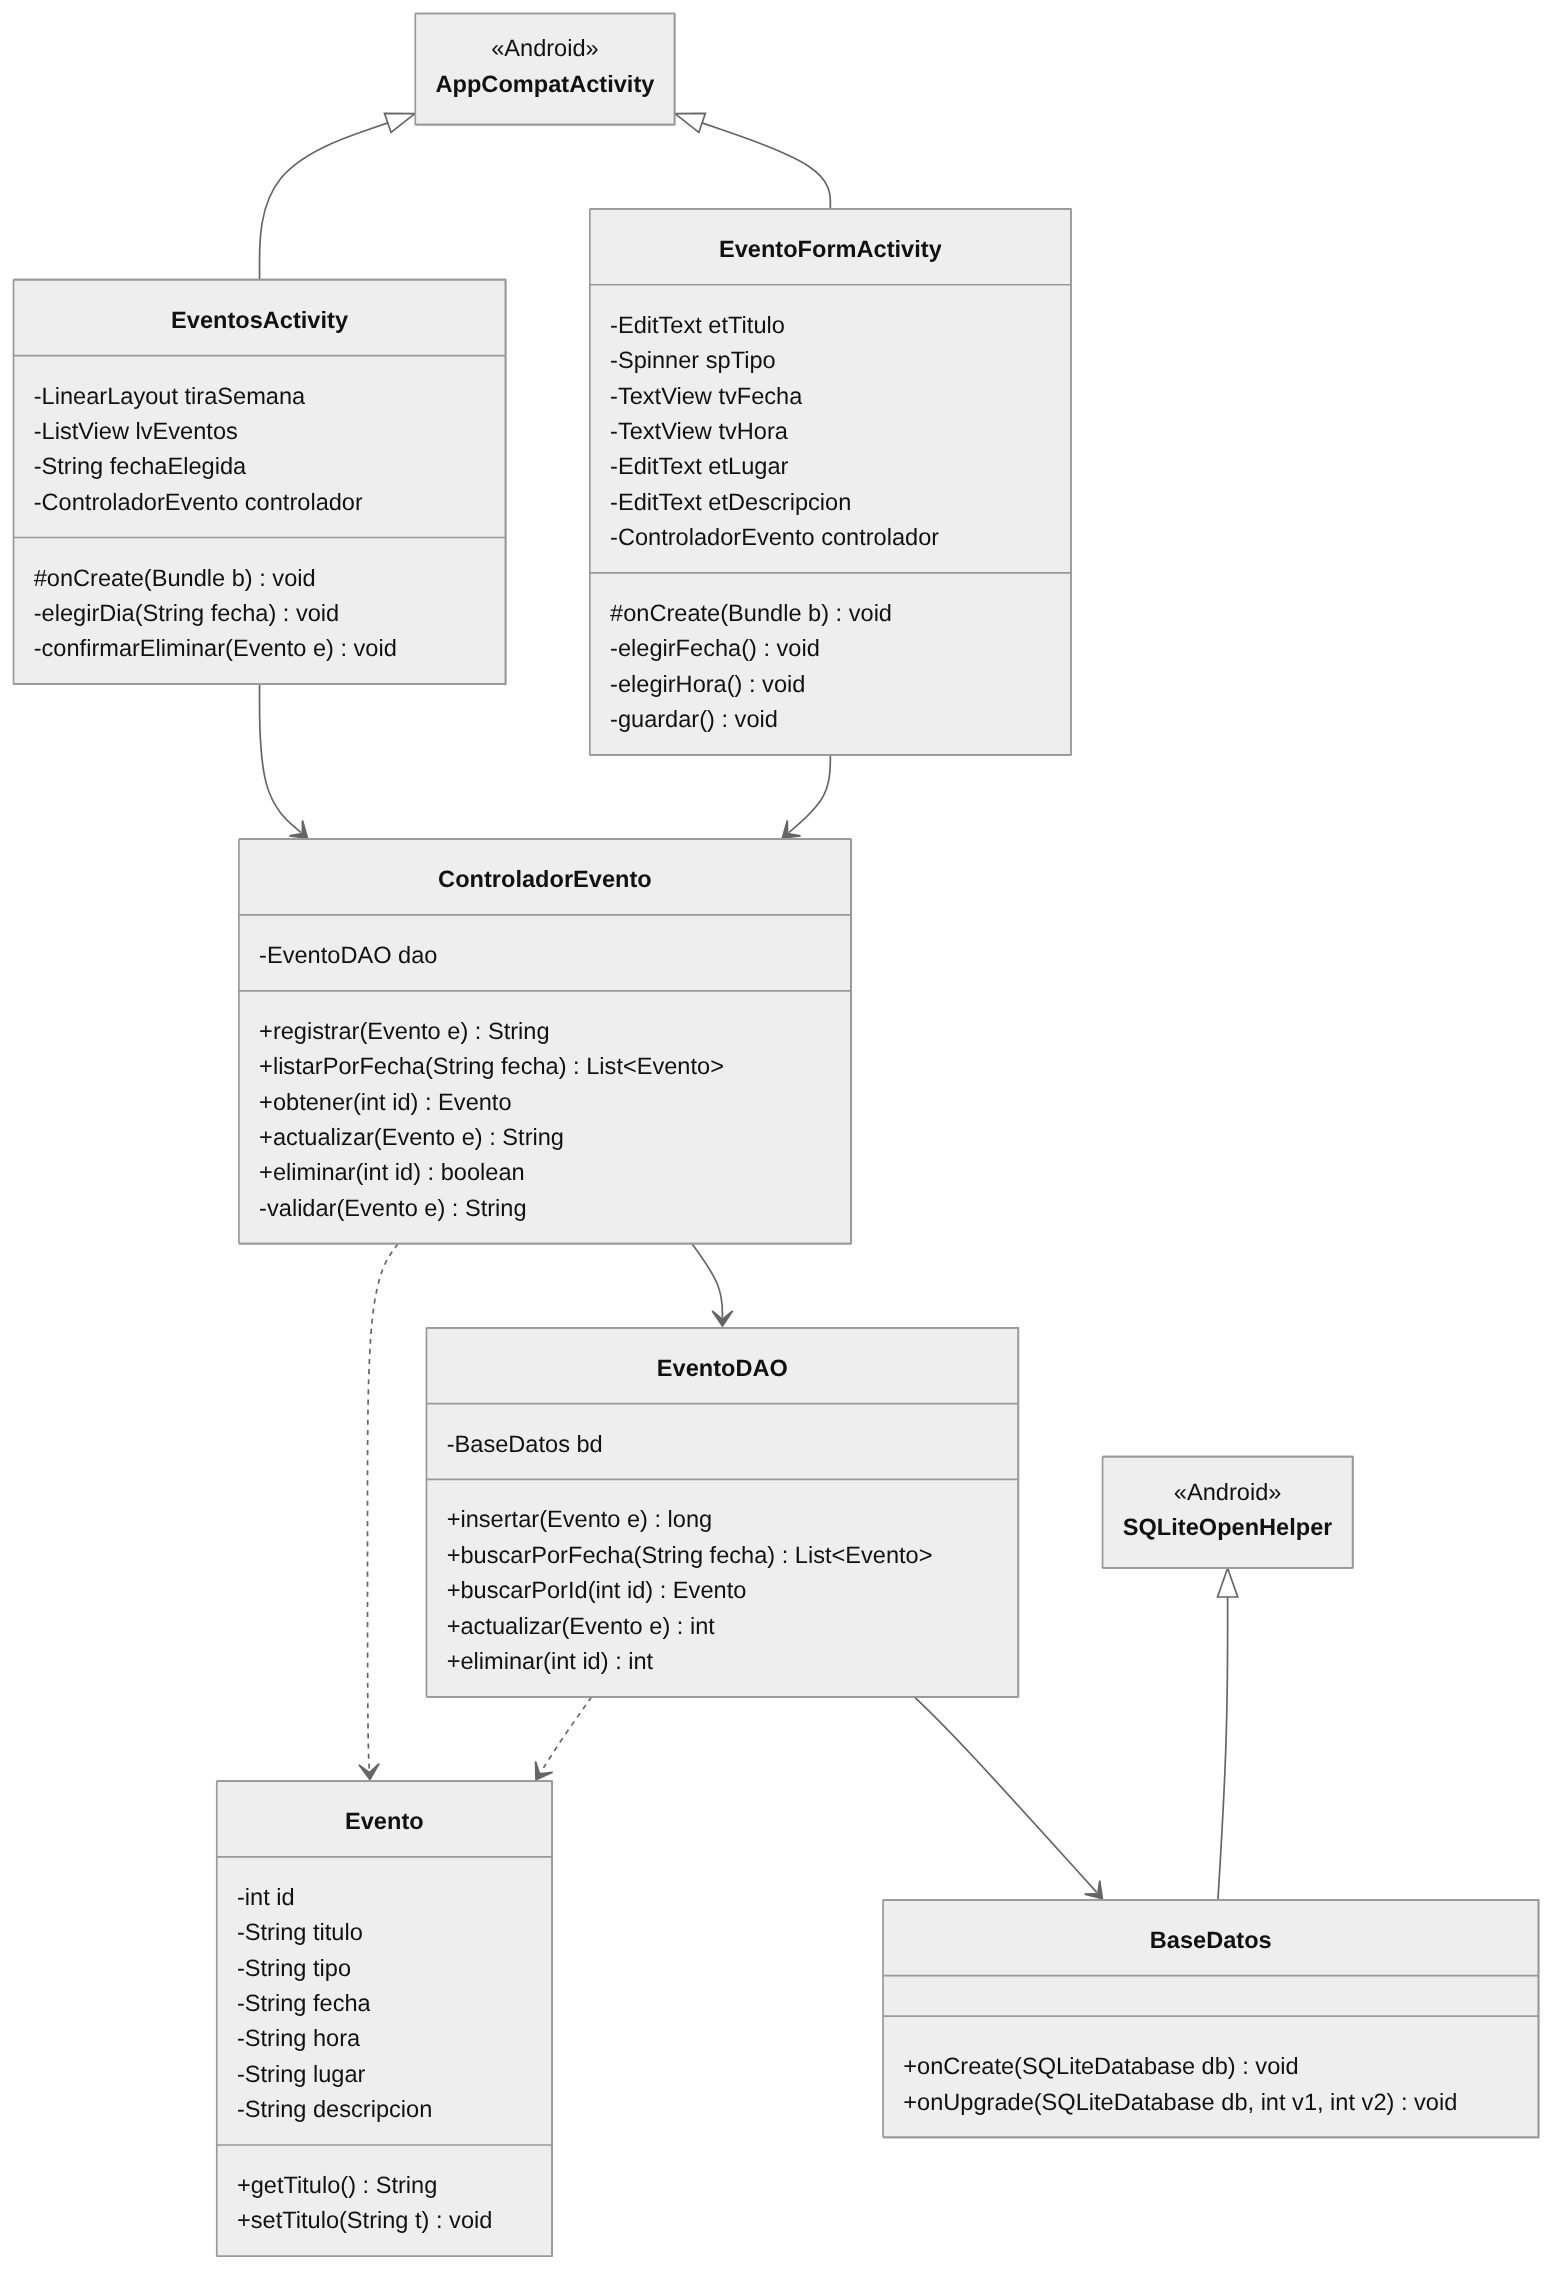 «Android»
AppCompatActivity
EventosActivity
-LinearLayout tiraSemana
-ListView lvEventos
-String fechaElegida
-ControladorEvento controlador
#onCreate(Bundle b) : void
-elegirDia(String fecha) : void
-confirmarEliminar(Evento e) : void
EventoFormActivity
-EditText etTitulo
-Spinner spTipo
-TextView tvFecha
-TextView tvHora
-EditText etLugar
-EditText etDescripcion
-ControladorEvento controlador
#onCreate(Bundle b) : void
-elegirFecha() : void
-elegirHora() : void
-guardar() : void
ControladorEvento
-EventoDAO dao
+registrar(Evento e) : String
+listarPorFecha(String fecha) : List<Evento>
+obtener(int id) : Evento
+actualizar(Evento e) : String
+eliminar(int id) : boolean
-validar(Evento e) : String
EventoDAO
-BaseDatos bd
+insertar(Evento e) : long
+buscarPorFecha(String fecha) : List<Evento>
+buscarPorId(int id) : Evento
+actualizar(Evento e) : int
+eliminar(int id) : int
«Android»
SQLiteOpenHelper
Evento
-int id
-String titulo
-String tipo
-String fecha
-String hora
-String lugar
-String descripcion
+getTitulo() : String
+setTitulo(String t) : void
BaseDatos
+onCreate(SQLiteDatabase db) : void
+onUpgrade(SQLiteDatabase db, int v1, int v2) : void